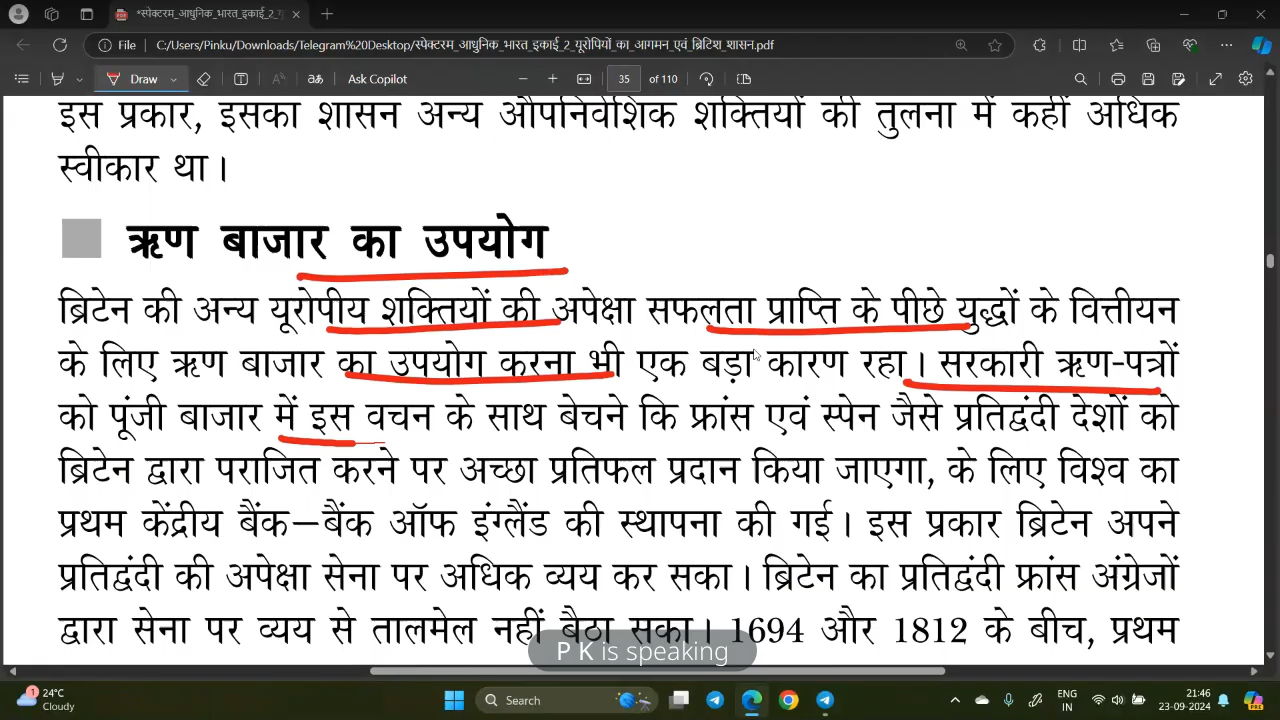 *स्पेक्टरम_आधुनिक_भारत_इकाई_2_यू
File C:/Users/Pinku/Downloads/Telegram%20Desktop/स्पेक्टरम_आधुनिक_भारत_इकाई_2_यूरोपियों_का_आगमन_एवं_ब्रिटिश_शासन.pdf
Draw aあ Ask Copilot 35 of 110
इस प्रकार, इसका शासन अन्य औपनिवेशिक शक्तियों की तुलना में कहीं अधिक
स्वीकार था।
ऋण बाजार का उपयोग
ब्रिटेन की अन्य यूरोपीय शक्तियों की अपेक्षा सफलता प्राप्ति के पीछे युद्धों के वित्तीयन
के लिए ऋण बाजार का उपयोग करना भी एक बड़ा कारण रहा। सरकारी ऋण-पत्रों
को पूंजी बाजार में इस वचन के साथ बेचने कि फ्रांस एवं स्पेन जैसे प्रतिद्वंदी देशों को
ब्रिटेन द्वारा पराजित करने पर अच्छा प्रतिफल प्रदान किया जाएगा, के लिए विश्व का
प्रथम केंद्रीय बैंक—बैंक ऑफ इंग्लैंड की स्थापना की गई। इस प्रकार ब्रिटेन अपने
प्रतिद्वंदी की अपेक्षा सेना पर अधिक व्यय कर सका। ब्रिटेन का प्रतिद्वंदी फ्रांस अंग्रेजों
द्वारा सेना पर व्यय से तालमेल नहीं बैठा सका। 1694 और 1812 के बीच, प्रथम
P K is speaking
1 24°C
Cloudy
Search
ENG
IN
21:46
23-09-2024